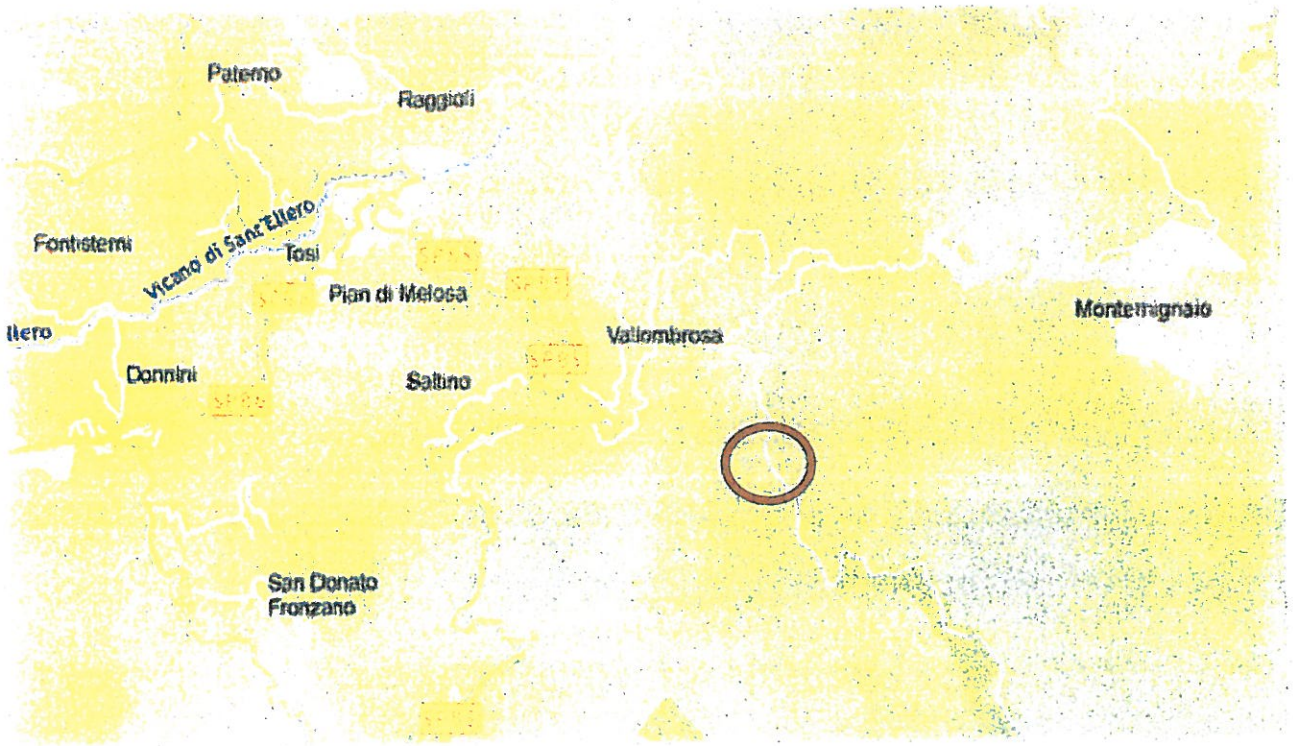 Paterno
Raggioli
Fontisterni
Vicano di Sant'Ellero
Tosi
Pian di Melosa
llero
Montemignaio
Vallombrosa
Donnini
Saltino
San Donato
Fronzano